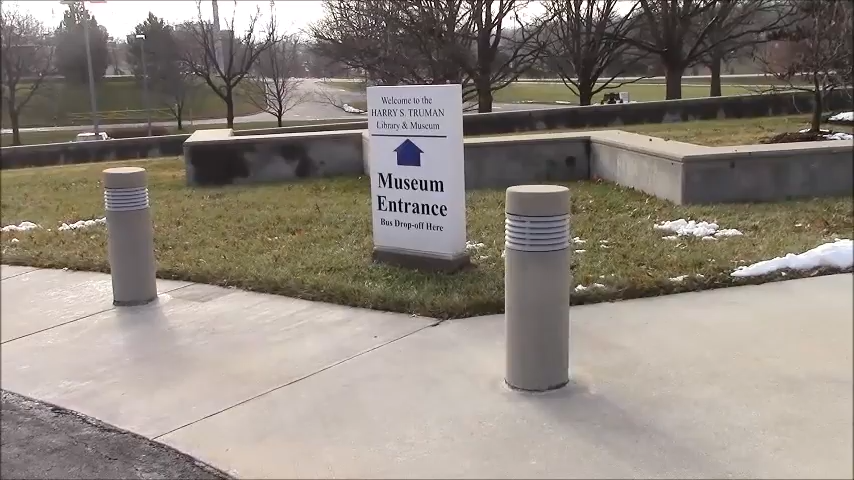 Welcome to the
HARRY S. TRUMAN
Library & Museum
Museum
Entrance
Bus Drop-off Here